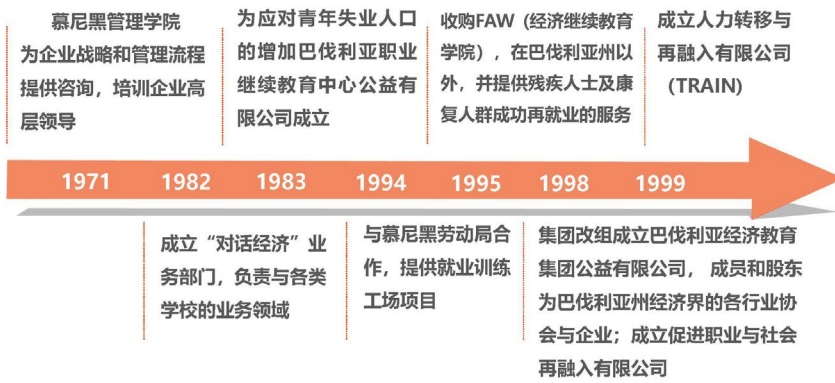 慕尼黑管理学院
为企业战略和管理流程
提供咨询，培训企业高
层领导
为应对青年失业人口
的增加巴伐利亚职业
继续教育中心公益有
限公司成立
收购FAW（经济继续教育
学院），在巴伐利亚州以
外，并提供残疾人士及康
复人群成功再就业的服务
成立人力转移与
再融入有限公司
（TRAIN）
1971 1982 1983 1994 1995 1998 1999
成立“对话经济”业
务部门，负责与各类
学校的业务领域
与慕尼黑劳动局合
作，提供就业训练
工场项目
集团改组成立巴伐利亚经济教育
集团公益有限公司， 成员和股东
为巴伐利亚州经济界的各行业协
会与企业；成立促进职业与社会
再融入有限公司